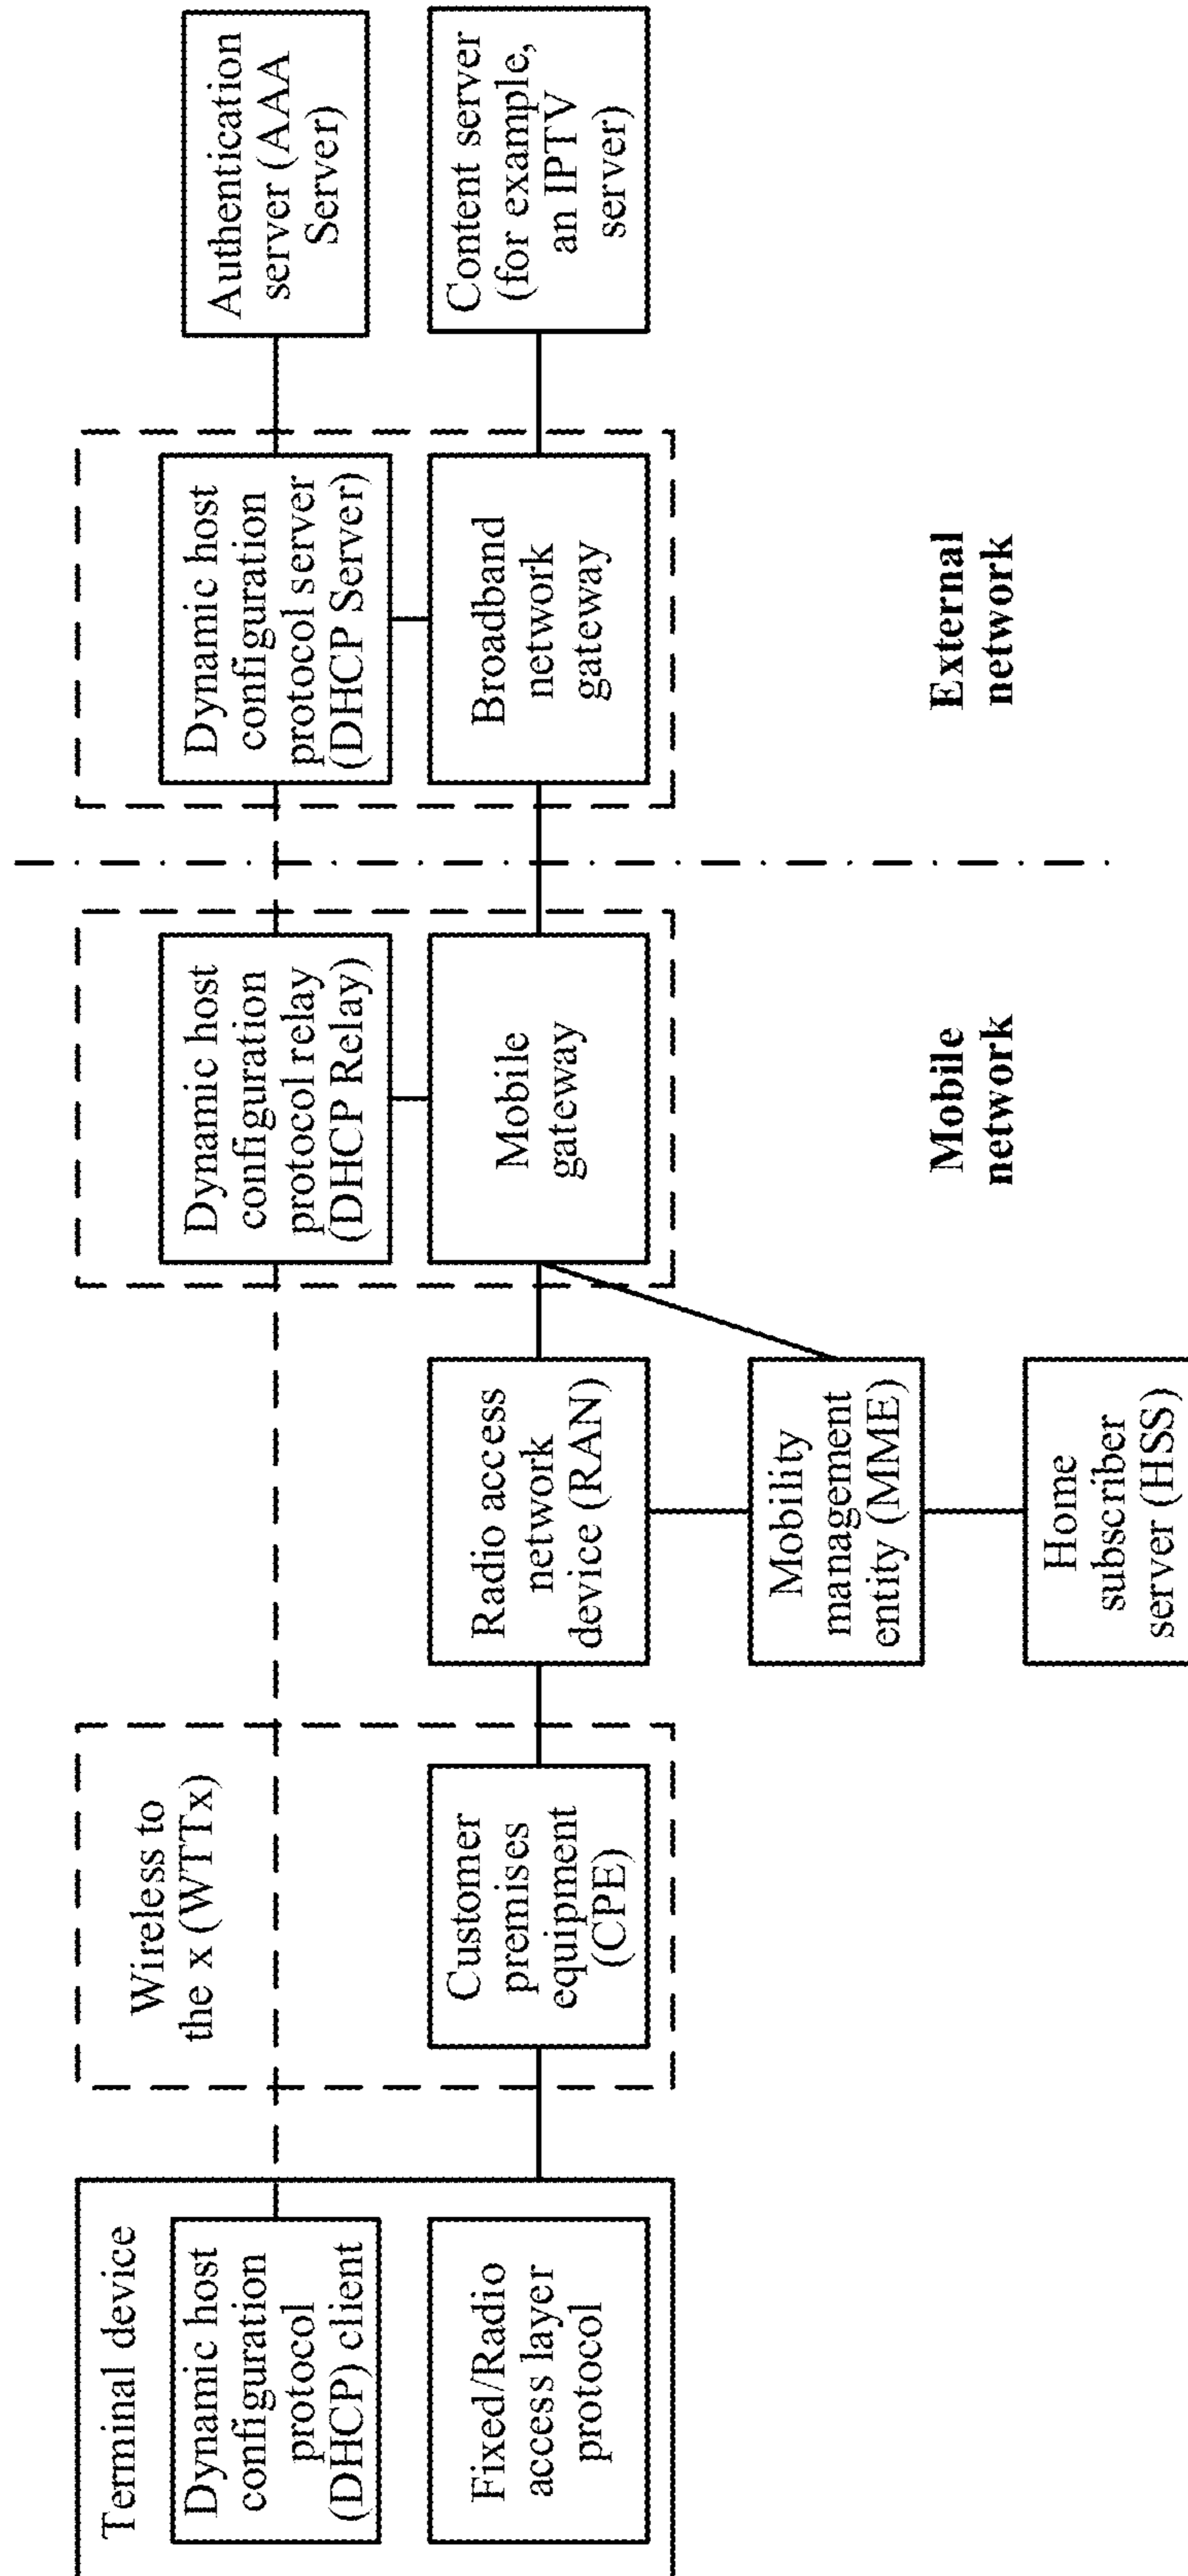 Terminal device
Dynamic host
configuration
protocol
(DHCP) client
Fixed/Radio
access layer
protocol
Wireless to
the x (WTTx)
Customer
premises
equipment
(CPE)
Radio access
network
device (RAN)
Mobility
management
entity (MME)
Home
subscriber
server (HSS)
Dynamic host
configuration
protocol relay
(DHCP Relay)
Mobile
gateway
Mobile
network
Dynamic host
configuration
protocol server
(DHCP Server)
Broadband
network
gateway
External
network
Authentication
server (AAA
Server)
Content server
(for example,
an IPTV
server)